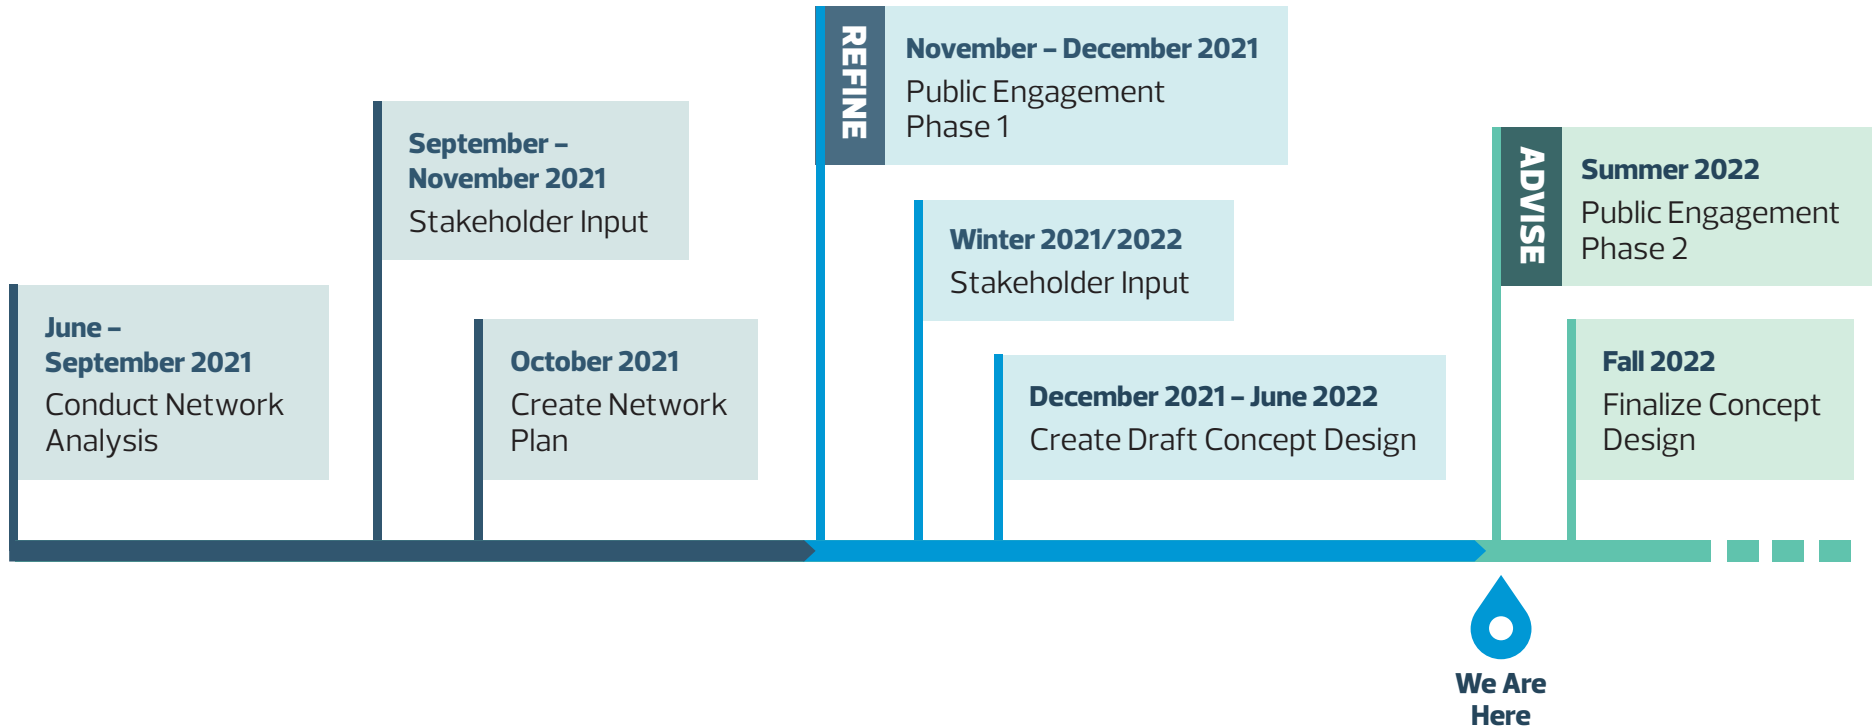 June –
September 2021
Conduct Network
Analysis
September –
November 2021
Stakeholder Input
October 2021
Create Network
Plan
REFINE
November – December 2021
Public Engagement
Phase 1
Winter 2021/2022
Stakeholder Input
December 2021 – June 2022
Create Draft Concept Design
ADVISE
Summer 2022
Public Engagement
Phase 2
Fall 2022
Finalize Concept
Design
We Are
Here